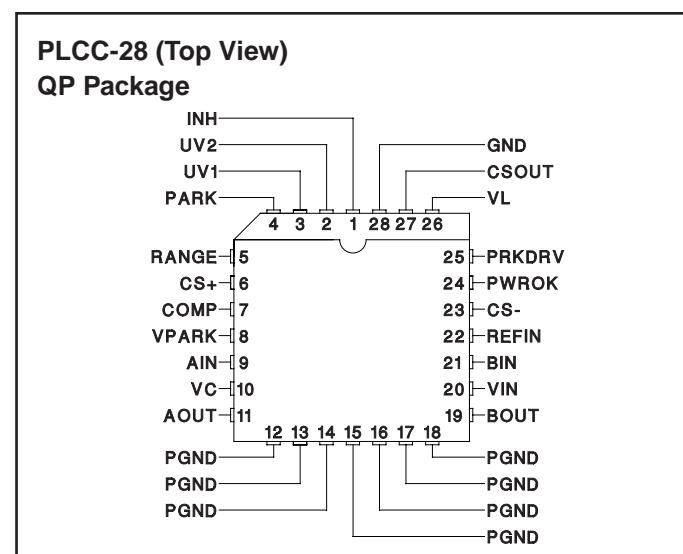 PLCC-28 (Top View)
QP Package
INH
UV2
UV1
PARK
GND
CSOUT
VL
4 3 2 1 28 27 26
RANGE 5
CS+ 6
COMP 7
VPARK 8
AIN 9
VC 10
AOUT 11
25 PRKDRV
24 PWROK
23 CS-
22 REFIN
21 BIN
20 VIN
19 BOUT
12 13 14 15 16 17 18
PGND
PGND
PGND
PGND
PGND
PGND
PGND